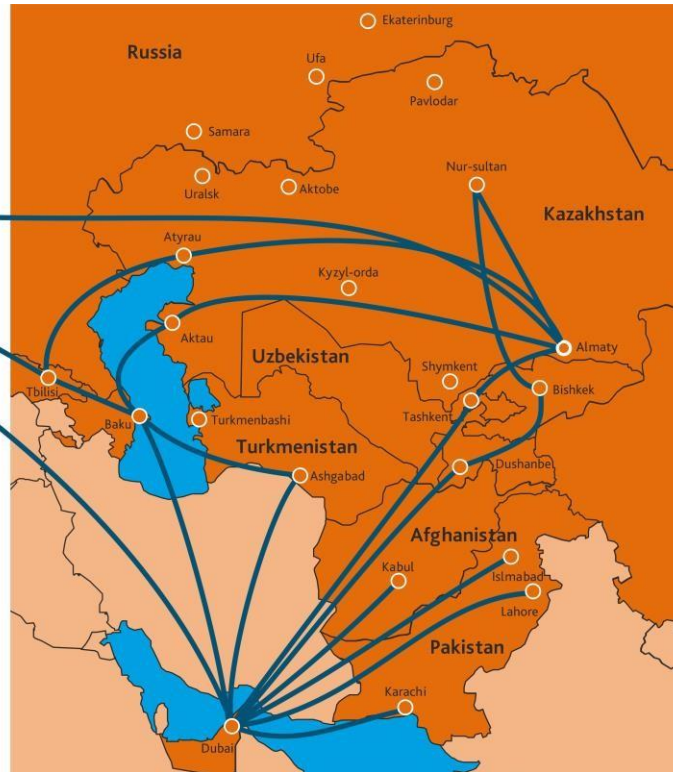 Ekaterinburg
Russia
Ufa
Pavlodar
Samara
Nur-sultan
Uralsk
Aktobe
Kazakhstan
Atyrau
Kyzyl-orda
Aktau
Almaty
Uzbekistan
Shymkent
Tbilisi
Bishkek
Tashkent
Baku
Turkmenbashi
Turkmenistan
Dushanbe
Ashgabad
Afghanistan
Kabul
Islmabad
Lahore
Pakistan
Karachi
Dubai